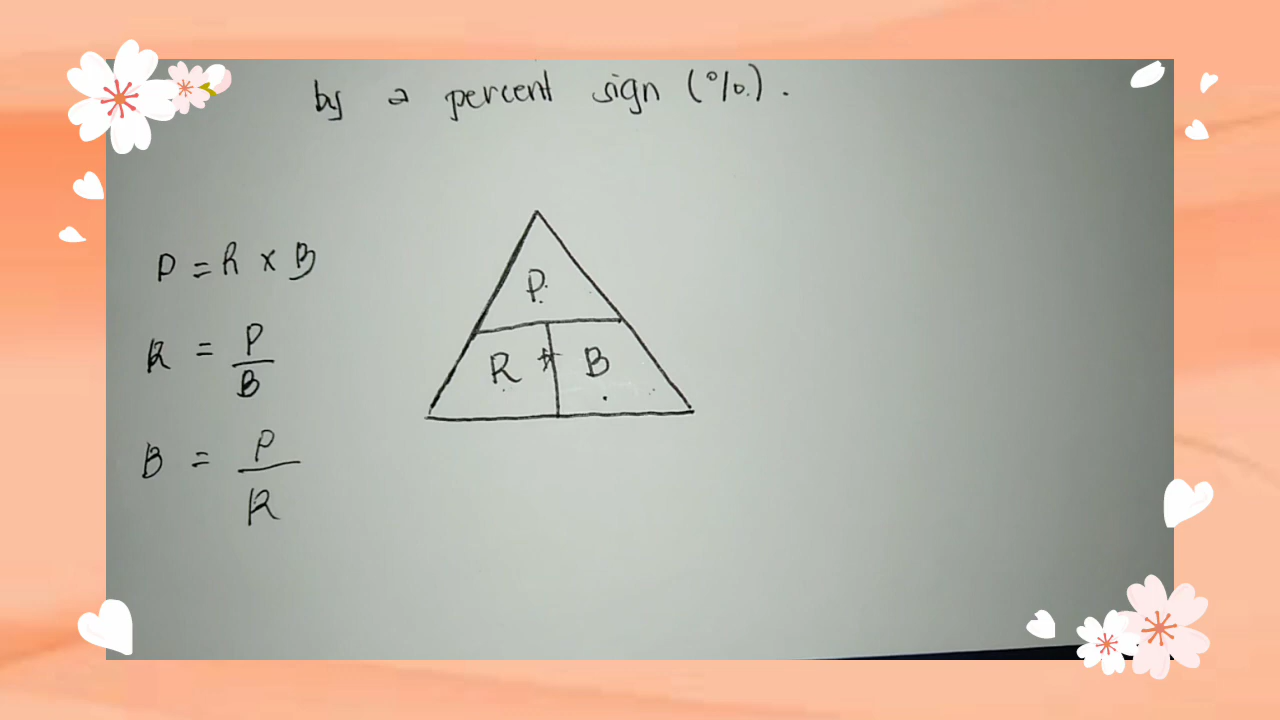 by a percent sign (%).
P = R x B
R = P
B
B = P
R
P
R * B